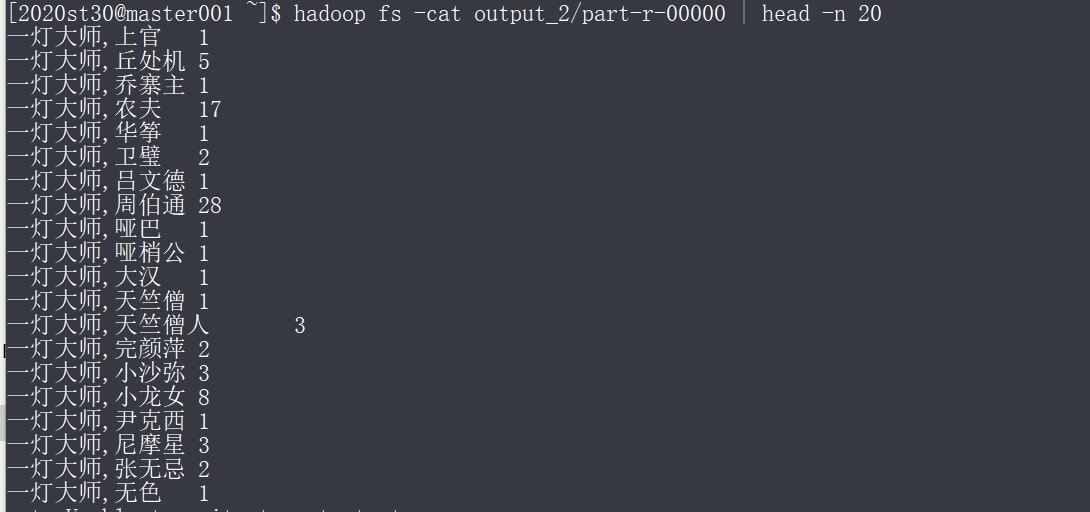 [2020st30@master001 ~]$ hadoop fs -cat output_2/part-r-00000 | head -n 20
一灯大师,上官 1
一灯大师,丘处机 5
一灯大师,乔寨主 1
一灯大师,农夫 17
一灯大师,华筝 1
一灯大师,卫璧 2
一灯大师,吕文德 1
一灯大师,周伯通 28
一灯大师,哑巴 1
一灯大师,哑梢公 1
一灯大师,大汉 1
一灯大师,天竺僧 1
一灯大师,天竺僧人 3
一灯大师,完颜萍 2
一灯大师,小沙弥 3
一灯大师,小龙女 8
一灯大师,尹克西 1
一灯大师,尼摩星 3
一灯大师,张无忌 2
一灯大师,无色 1